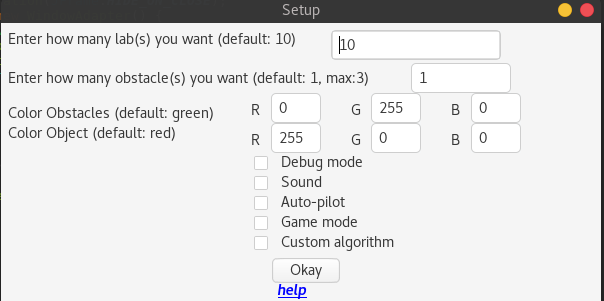 Setup
Enter how many lab(s) you want (default: 10) 10
Enter how many obstacle(s) you want (default: 1, max:3) 1
Color Obstacles (default: green) R 0 G 255 B 0
Color Object (default: red) R 255 G 0 B 0
Debug mode
Sound
Auto-pilot
Game mode
Custom algorithm
Okay
help